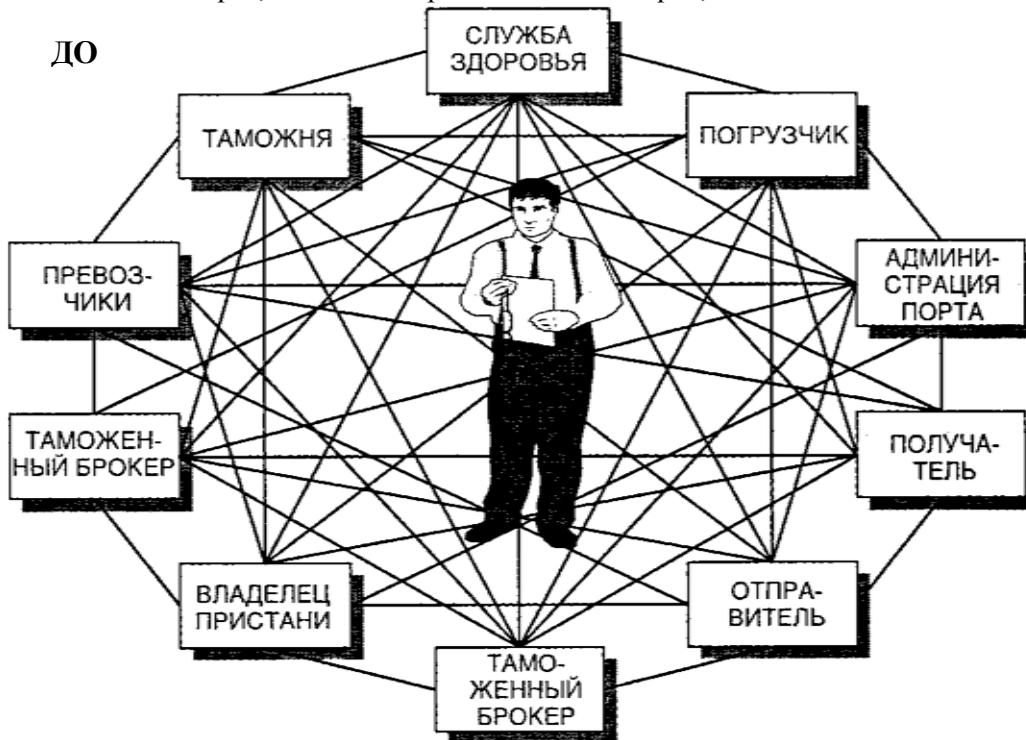 ДО
СЛУЖБА
ЗДОРОВЬЯ
ТАМОЖНЯ
ПОГРУЗЧИК
ПРЕВОЗ-
ЧИКИ
АДМИНИ-
СТРАЦИЯ
ПОРТА
ТАМОЖЕН-
НЫЙ БРОКЕР
ПОЛУЧА-
ТЕЛЬ
ВЛАДЕЛЕЦ
ПРИСТАНИ
ОТПРА-
ВИТЕЛЬ
ТАМО-
ЖЕННЫЙ
БРОКЕР